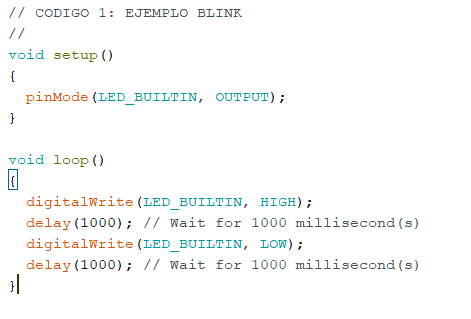 // CODIGO 1: EJEMPLO BLINK
//
void setup()
{
  pinMode(LED_BUILTIN, OUTPUT);
}

void loop()
{
  digitalWrite(LED_BUILTIN, HIGH);
  delay(1000); // Wait for 1000 millisecond(s)
  digitalWrite(LED_BUILTIN, LOW);
  delay(1000); // Wait for 1000 millisecond(s)
}